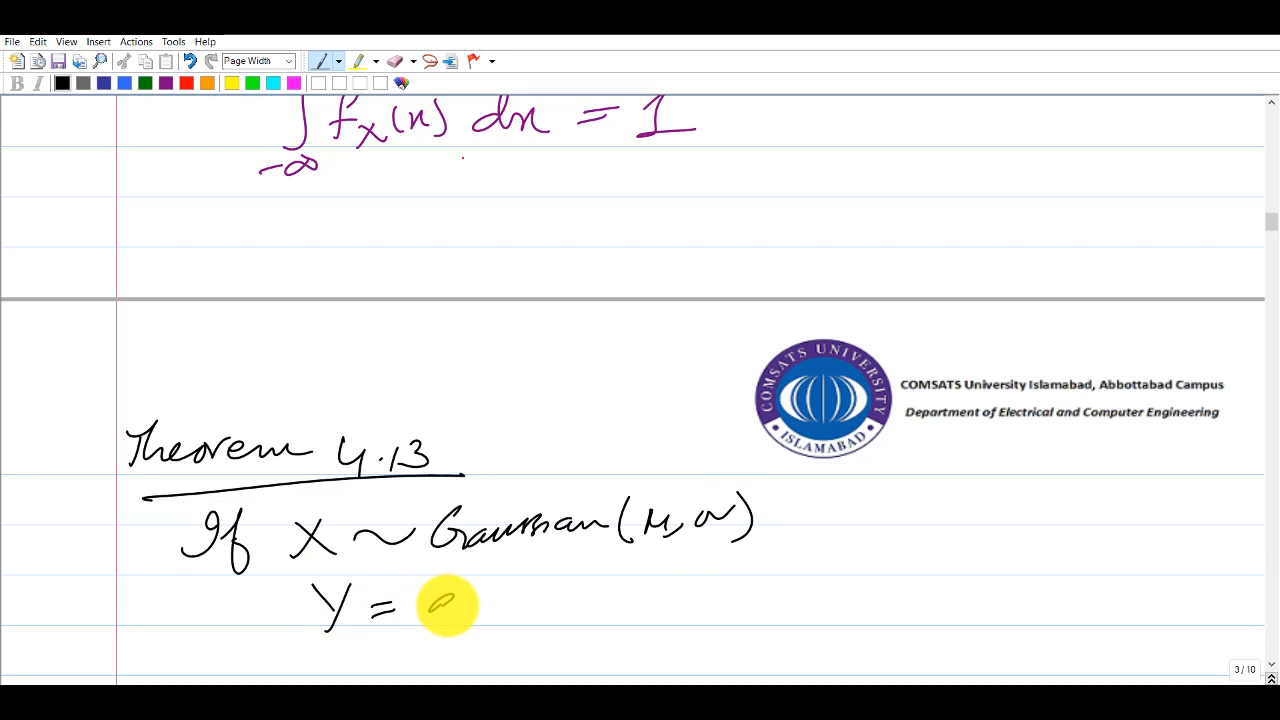 File Edit View Insert Actions Tools Help
Page Width
B I
∫ f_X(x) dx = 1
-∞
COMSATS UNIVERSITY
ISLAMABAD
COMSATS University Islamabad, Abbottabad Campus
Department of Electrical and Computer Engineering
Theorem 4.13
If X ~ Gaussian (μ, σ)
Y =
3 / 10